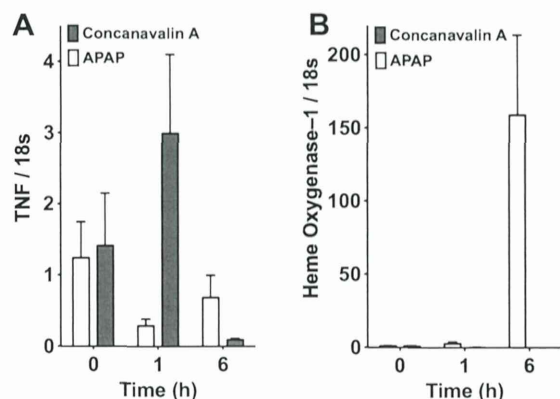 A
Concanavalin A
APAP
TNF / 18s
4
3
2
1
0
0 1 6
Time (h)
B
Concanavalin A
APAP
Heme Oxygenase–1 / 18s
200
150
100
50
0
0 1 6
Time (h)